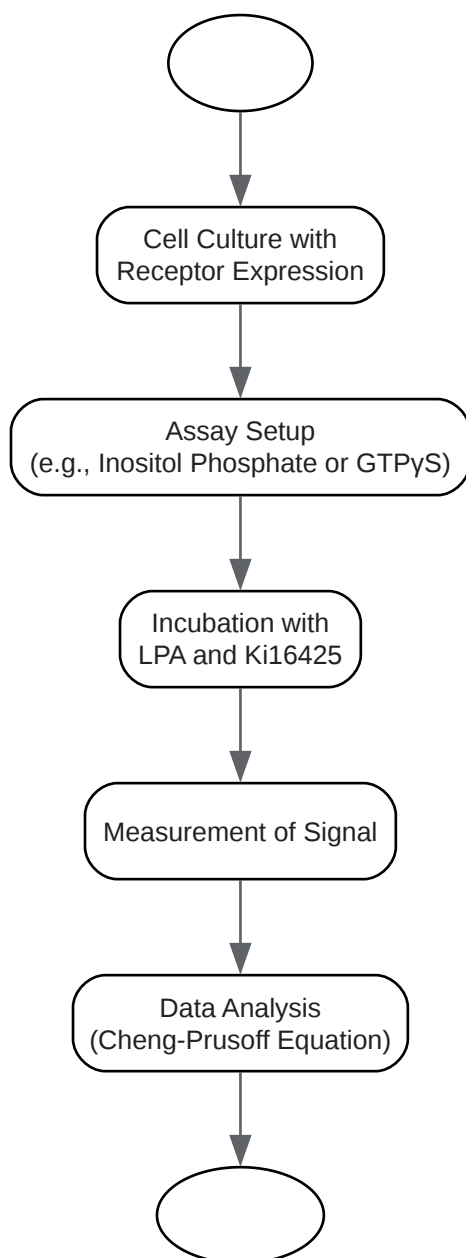 Cell Culture with
Receptor Expression
Assay Setup
(e.g., Inositol Phosphate or GTPγS)
Incubation with
LPA and Ki16425
Measurement of Signal
Data Analysis
(Cheng-Prusoff Equation)